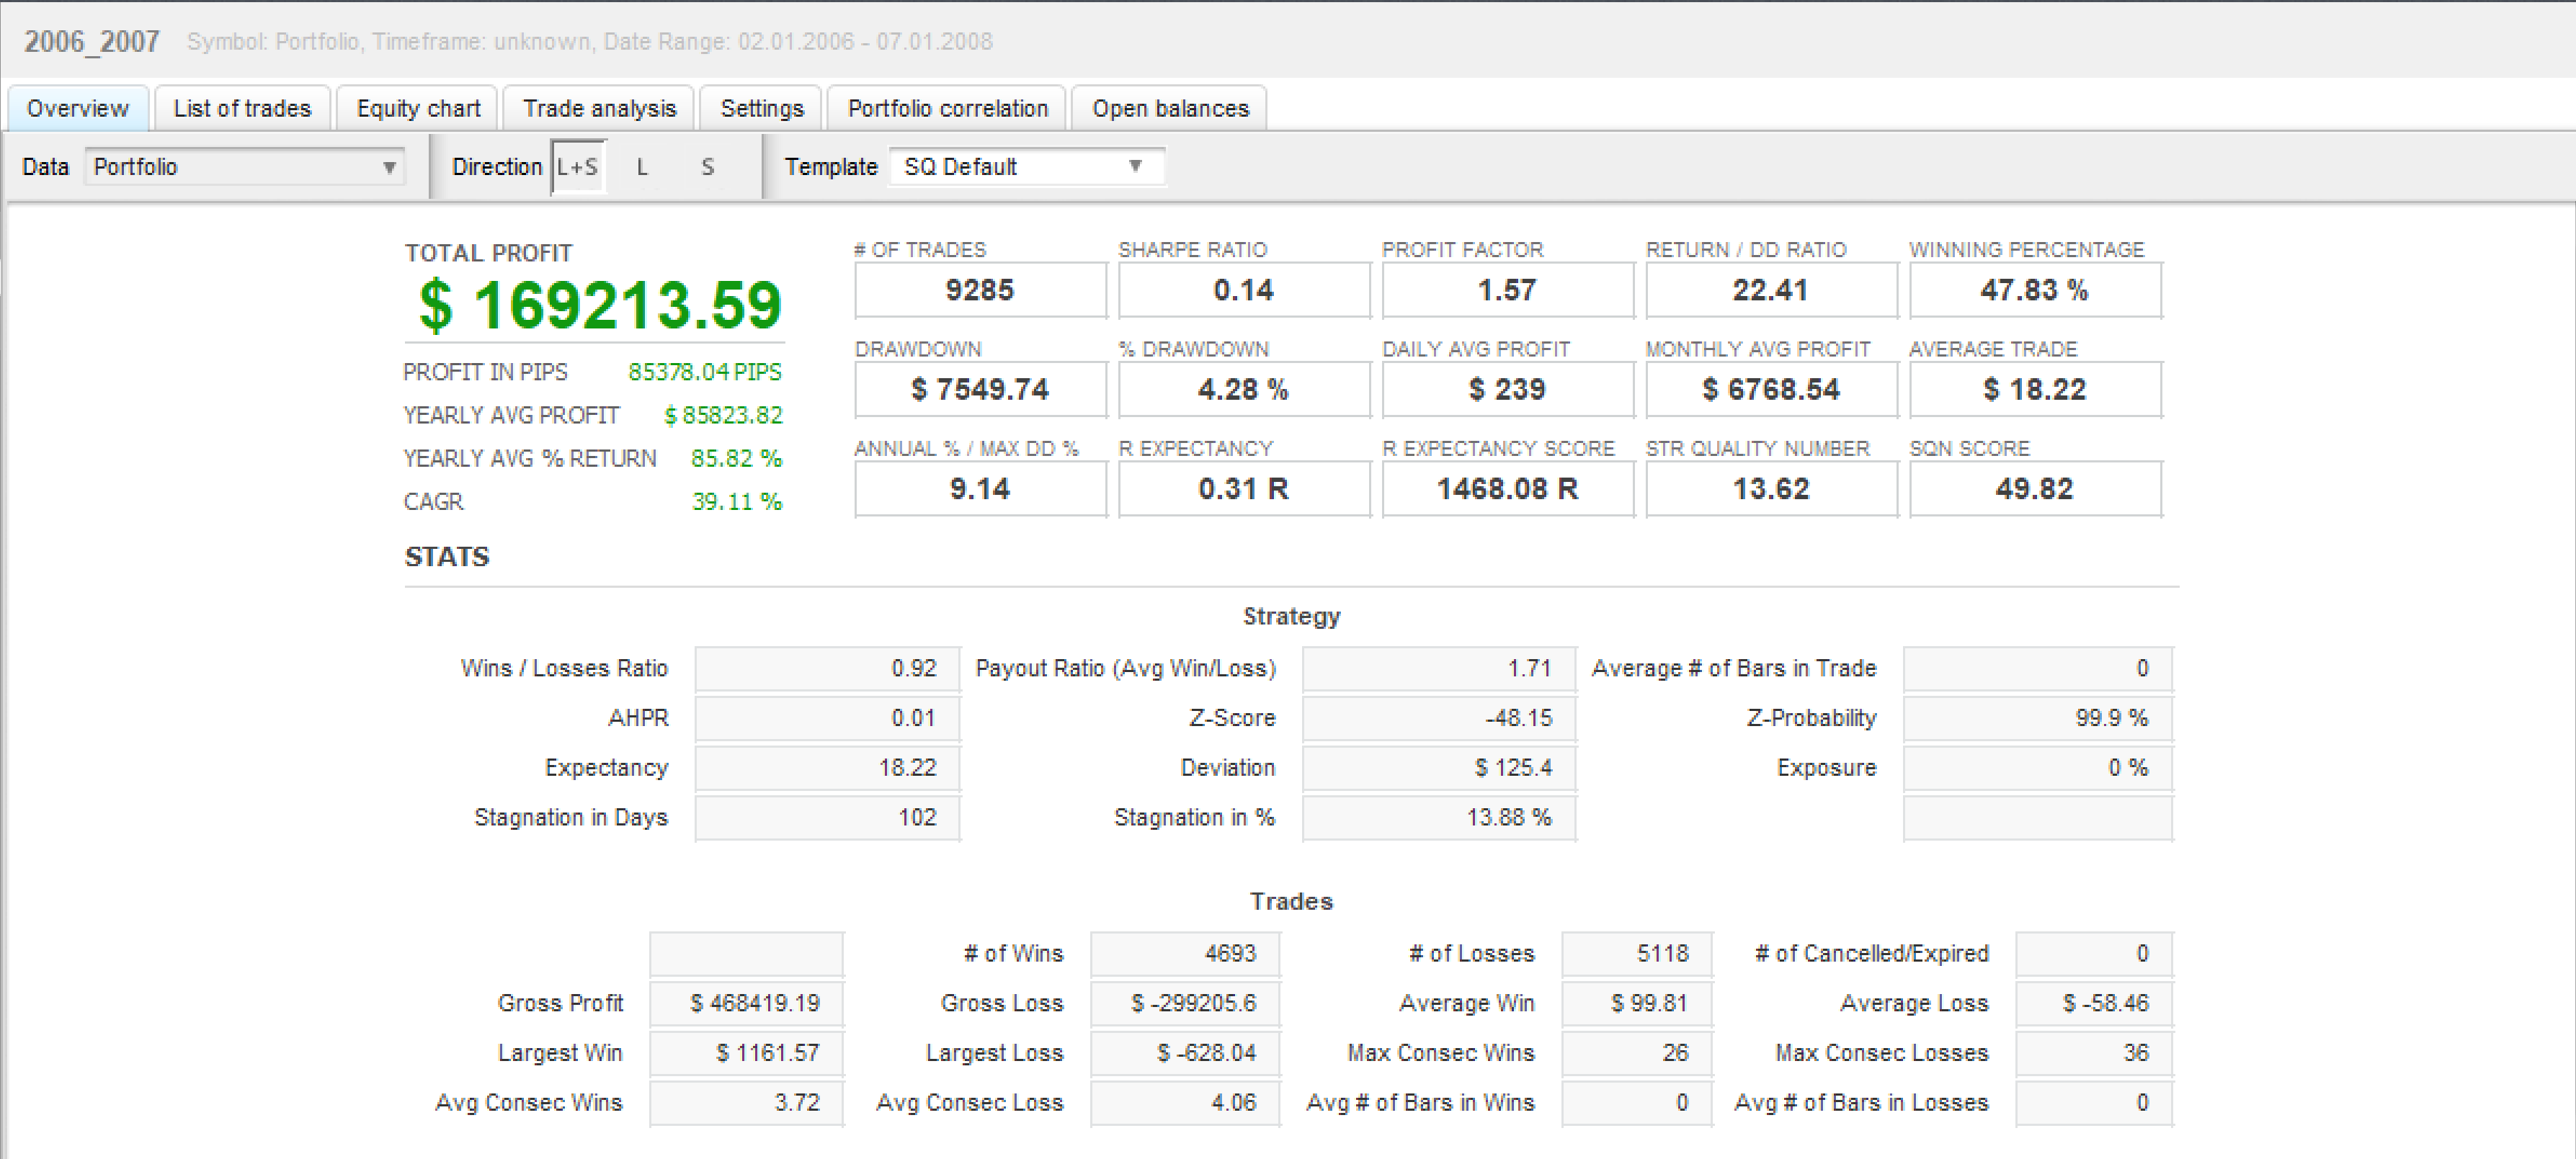 2006_2007 Symbol: Portfolio, Timeframe: unknown, Date Range: 02.01.2006 - 07.01.2008
Overview List of trades Equity chart Trade analysis Settings Portfolio correlation Open balances
Data Portfolio Direction L+S L S Template SQ Default
TOTAL PROFIT
$ 169213.59
PROFIT IN PIPS 85378.04 PIPS
YEARLY AVG PROFIT $ 85823.82
YEARLY AVG % RETURN 85.82 %
CAGR 39.11 %
# OF TRADES SHARPE RATIO PROFIT FACTOR RETURN / DD RATIO WINNING PERCENTAGE
9285 0.14 1.57 22.41 47.83 %
DRAWDOWN % DRAWDOWN DAILY AVG PROFIT MONTHLY AVG PROFIT AVERAGE TRADE
$ 7549.74 4.28 % $ 239 $ 6768.54 $ 18.22
ANNUAL % / MAX DD % R EXPECTANCY R EXPECTANCY SCORE STR QUALITY NUMBER SQN SCORE
9.14 0.31 R 1468.08 R 13.62 49.82
STATS
Strategy
Wins / Losses Ratio 0.92 Payout Ratio (Avg Win/Loss) 1.71 Average # of Bars in Trade 0
AHPR 0.01 Z-Score -48.15 Z-Probability 99.9 %
Expectancy 18.22 Deviation $ 125.4 Exposure 0 %
Stagnation in Days 102 Stagnation in % 13.88 %
Trades
# of Wins 4693 # of Losses 5118 # of Cancelled/Expired 0
Gross Profit $ 468419.19 Gross Loss $ -299205.6 Average Win $ 99.81 Average Loss $ -58.46
Largest Win $ 1161.57 Largest Loss $ -628.04 Max Consec Wins 26 Max Consec Losses 36
Avg Consec Wins 3.72 Avg Consec Loss 4.06 Avg # of Bars in Wins 0 Avg # of Bars in Losses 0